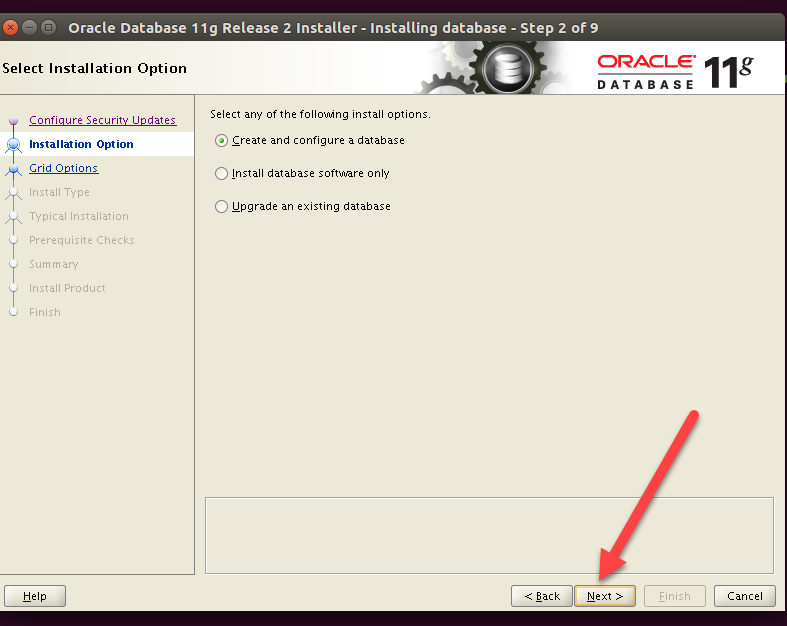 Oracle Database 11g Release 2 Installer - Installing database - Step 2 of 9
Select Installation Option
ORACLE
DATABASE
11g
Configure Security Updates
Installation Option
Grid Options
Install Type
Typical Installation
Prerequisite Checks
Summary
Install Product
Finish
Select any of the following install options.
Create and configure a database
Install database software only
Upgrade an existing database
Help
< Back
Next >
Finish
Cancel